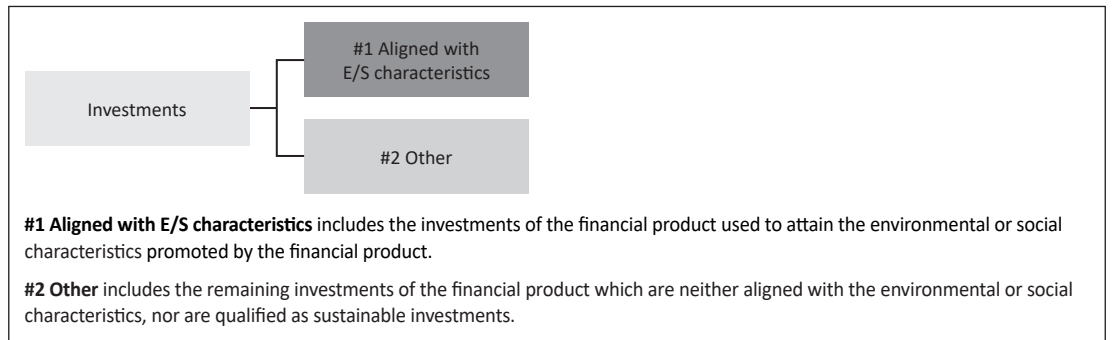 #1 Aligned with
E/S characteristics
Investments
#2 Other
#1 Aligned with E/S characteristics includes the investments of the financial product used to attain the environmental or social
characteristics promoted by the financial product.
#2 Other includes the remaining investments of the financial product which are neither aligned with the environmental or social
characteristics, nor are qualified as sustainable investments.